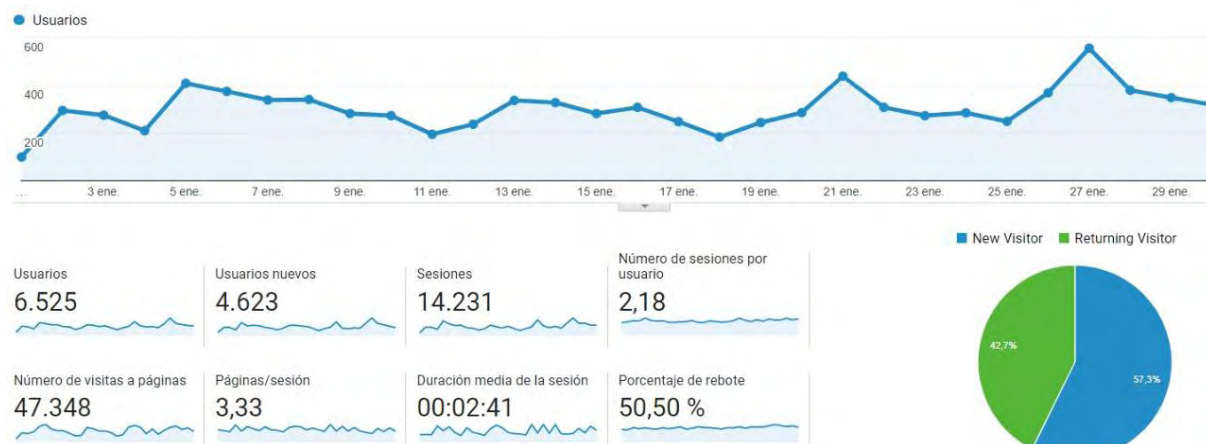 Usuarios
600
400
200
... 3 ene. 5 ene. 7 ene. 9 ene. 11 ene. 13 ene. 15 ene. 17 ene. 19 ene. 21 ene. 23 ene. 25 ene. 27 ene. 29 ene.
New Visitor Returning Visitor
Usuarios
6.525
Usuarios nuevos
4.623
Sesiones
14.231
Número de sesiones por
usuario
2,18
Número de visitas a páginas
47.348
Páginas/sesión
3,33
Duración media de la sesión
00:02:41
Porcentaje de rebote
50,50 %
42,7%
57,3%